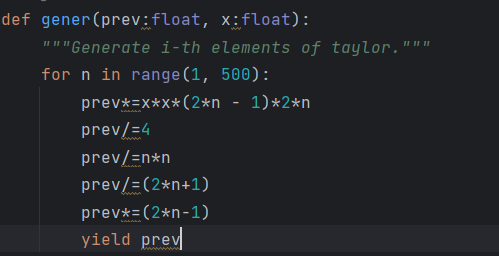 def gener(prev:float, x:float):
    """Generate i-th elements of taylor."""
    for n in range(1, 500):
        prev*=x*x*(2*n - 1)*2*n
        prev/=4
        prev/=n*n
        prev/=(2*n+1)
        prev*=(2*n-1)
        yield prev